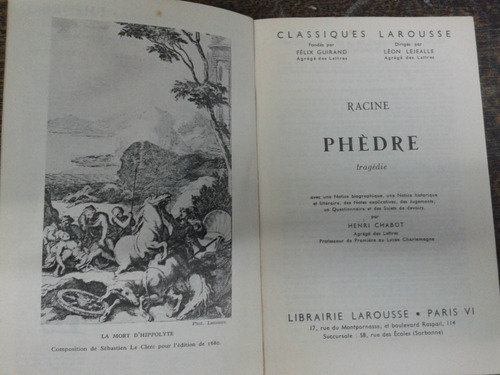 Phot. Larousse.
LA MORT D'HIPPOLYTE
Composition de Sébastien Le Clerc pour l'édition de 1682.
CLASSIQUES LAROUSSE
Fondés par
FÉLIX GUIRAND
Agrégé des Lettres
Dirigés par
LÉON LEJEALLE
Agrégé des Lettres
RACINE
PHÈDRE
tragédie
avec une Notice biographique, une Notice historique
et littéraire, des Notes explicatives, des Jugements,
un Questionnaire et des Sujets de devoirs,
par
HENRI CHABOT
Agrégé des Lettres
Professeur de Première au Lycée Charlemagne
LIBRAIRIE LAROUSSE • PARIS VI
17, rue du Montparnasse, et boulevard Raspail, 114
Succursale : 58, rue des Écoles (Sorbonne)